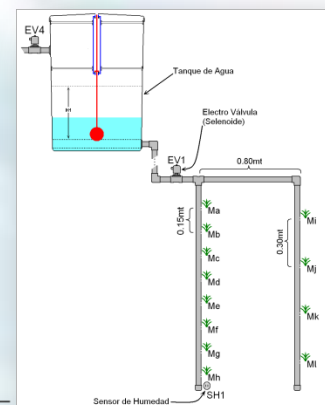 EV4
Tanque de Agua
Electro Válvula
(Selenoide)
EV1
0.80mt
0.15mt
0.30mt
Ma
Mb
Mc
Md
Me
Mf
Mg
Mh
Mi
Mj
Mk
Ml
SH1
Sensor de Humedad